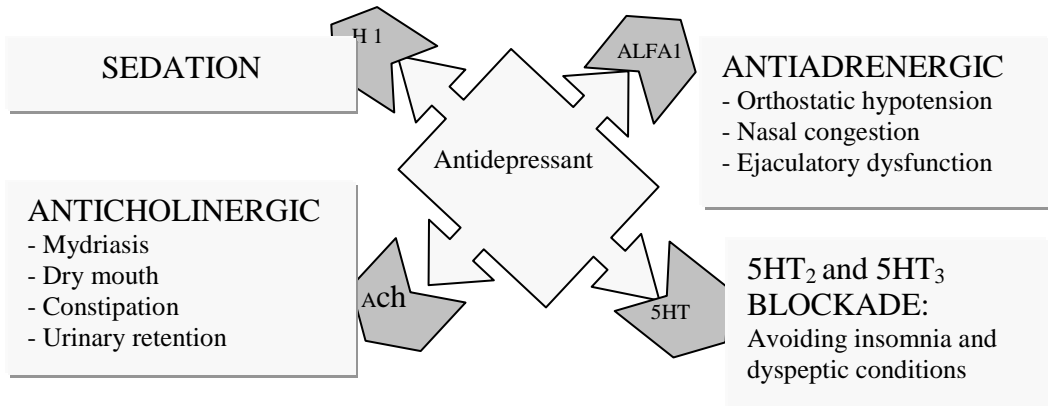 SEDATION
H 1
ALFA1
ANTIADRENERGIC
- Orthostatic hypotension
- Nasal congestion
- Ejaculatory dysfunction
Antidepressant
ANTICHOLINERGIC
- Mydriasis
- Dry mouth
- Constipation
- Urinary retention
Ach
5HT
5HT₂ and 5HT₃
BLOCKADE:
Avoiding insomnia and
dyspeptic conditions